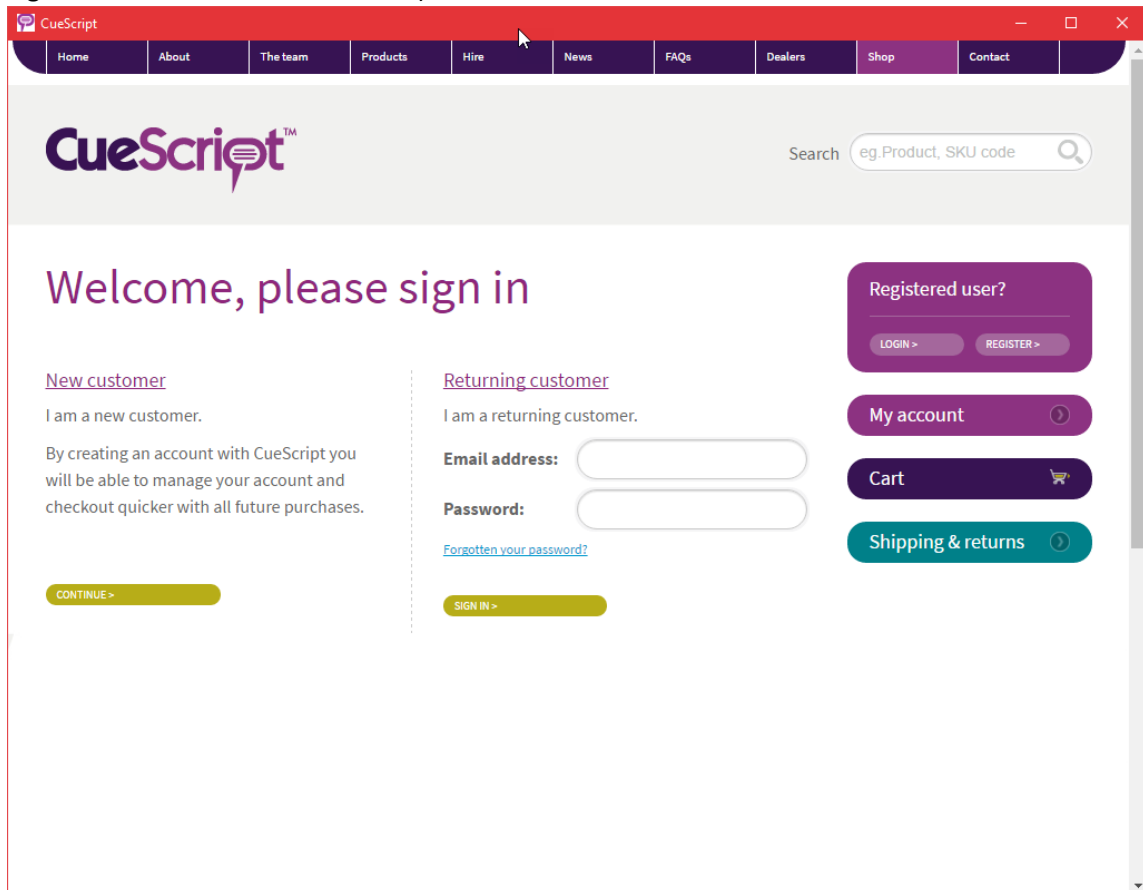 CueScript
Home About The team Products Hire News FAQs Dealers Shop Contact
CueScript™
Search eg.Product, SKU code
Welcome, please sign in
New customer
I am a new customer.
By creating an account with CueScript you
will be able to manage your account and
checkout quicker with all future purchases.
CONTINUE >
Returning customer
I am a returning customer.
Email address:
Password:
Forgotten your password?
SIGN IN >
Registered user?
LOGIN > REGISTER >
My account
Cart
Shipping & returns